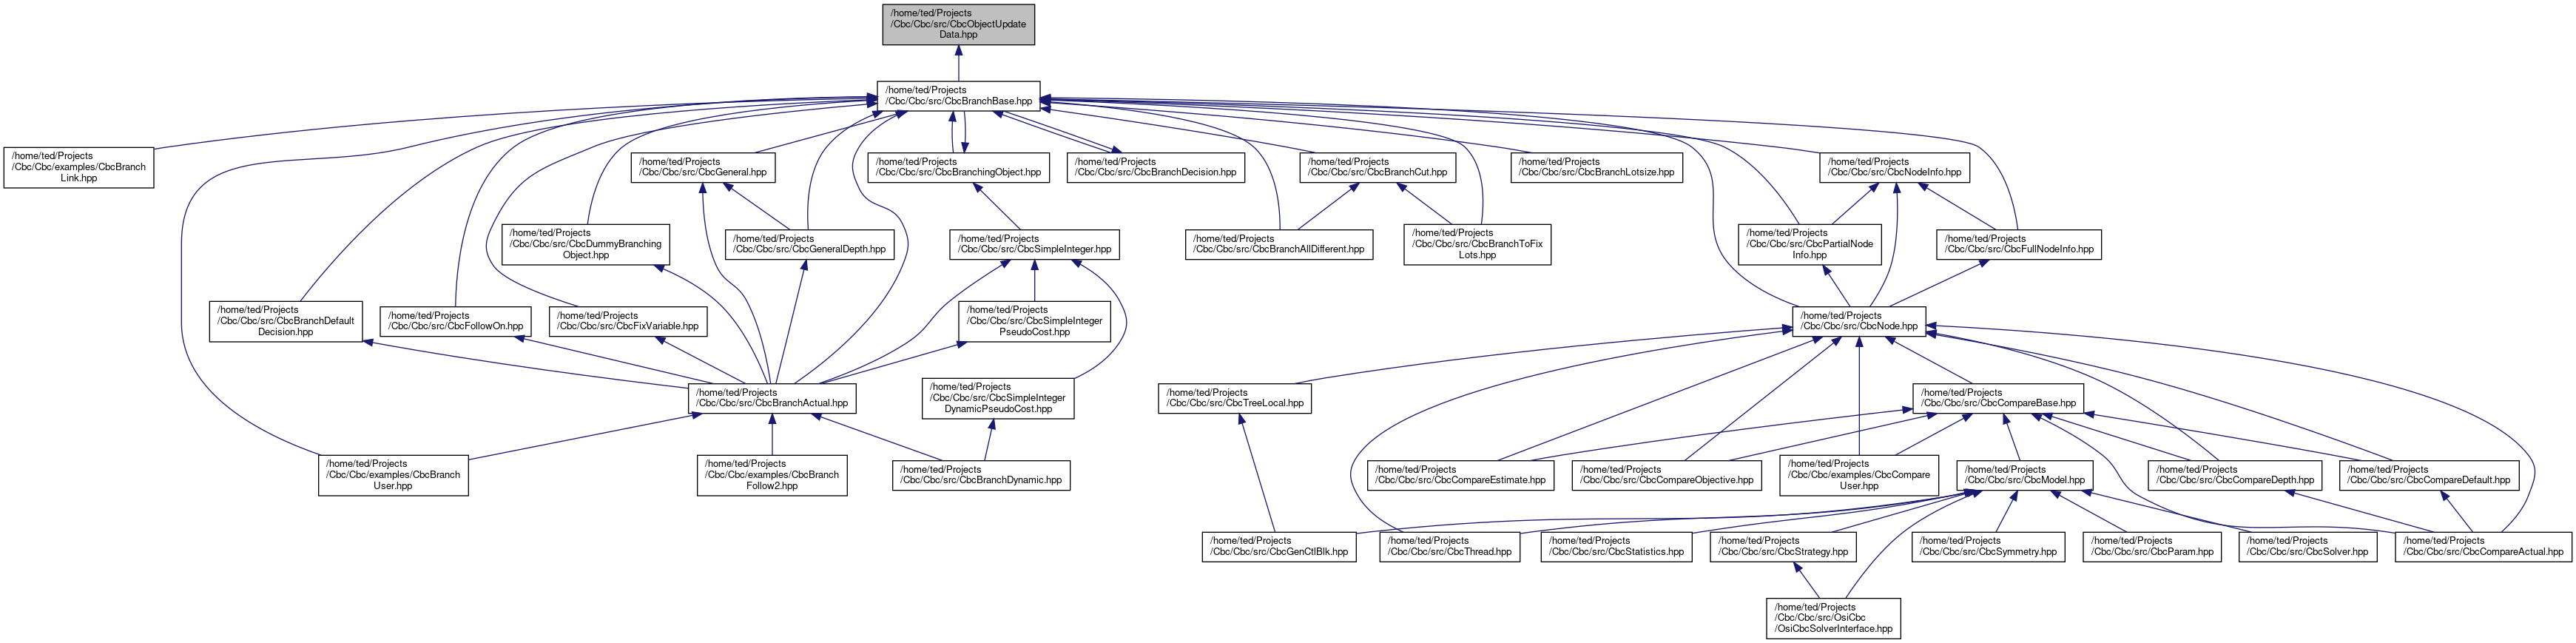 /home/ted/Projects
/Cbc/Cbc/src/CbcObjectUpdate
Data.hpp
/home/ted/Projects
/Cbc/Cbc/src/CbcBranchBase.hpp
/home/ted/Projects
/Cbc/Cbc/examples/CbcBranch
Link.hpp
/home/ted/Projects
/Cbc/Cbc/src/CbcGeneral.hpp
/home/ted/Projects
/Cbc/Cbc/src/CbcBranchingObject.hpp
/home/ted/Projects
/Cbc/Cbc/src/CbcBranchDecision.hpp
/home/ted/Projects
/Cbc/Cbc/src/CbcBranchCut.hpp
/home/ted/Projects
/Cbc/Cbc/src/CbcBranchLotsize.hpp
/home/ted/Projects
/Cbc/Cbc/src/CbcNodeInfo.hpp
/home/ted/Projects
/Cbc/Cbc/src/CbcDummyBranching
Object.hpp
/home/ted/Projects
/Cbc/Cbc/src/CbcGeneralDepth.hpp
/home/ted/Projects
/Cbc/Cbc/src/CbcSimpleInteger.hpp
/home/ted/Projects
/Cbc/Cbc/src/CbcBranchAllDifferent.hpp
/home/ted/Projects
/Cbc/Cbc/src/CbcBranchToFix
Lots.hpp
/home/ted/Projects
/Cbc/Cbc/src/CbcPartialNode
Info.hpp
/home/ted/Projects
/Cbc/Cbc/src/CbcFullNodeInfo.hpp
/home/ted/Projects
/Cbc/Cbc/src/CbcBranchDefault
Decision.hpp
/home/ted/Projects
/Cbc/Cbc/src/CbcFollowOn.hpp
/home/ted/Projects
/Cbc/Cbc/src/CbcFixVariable.hpp
/home/ted/Projects
/Cbc/Cbc/src/CbcSimpleInteger
PseudoCost.hpp
/home/ted/Projects
/Cbc/Cbc/src/CbcNode.hpp
/home/ted/Projects
/Cbc/Cbc/src/CbcBranchActual.hpp
/home/ted/Projects
/Cbc/Cbc/src/CbcSimpleInteger
DynamicPseudoCost.hpp
/home/ted/Projects
/Cbc/Cbc/src/CbcTreeLocal.hpp
/home/ted/Projects
/Cbc/Cbc/src/CbcCompareBase.hpp
/home/ted/Projects
/Cbc/Cbc/examples/CbcBranch
User.hpp
/home/ted/Projects
/Cbc/Cbc/examples/CbcBranch
Follow2.hpp
/home/ted/Projects
/Cbc/Cbc/src/CbcBranchDynamic.hpp
/home/ted/Projects
/Cbc/Cbc/src/CbcCompareEstimate.hpp
/home/ted/Projects
/Cbc/Cbc/src/CbcCompareObjective.hpp
/home/ted/Projects
/Cbc/Cbc/examples/CbcCompare
User.hpp
/home/ted/Projects
/Cbc/Cbc/src/CbcModel.hpp
/home/ted/Projects
/Cbc/Cbc/src/CbcCompareDepth.hpp
/home/ted/Projects
/Cbc/Cbc/src/CbcCompareDefault.hpp
/home/ted/Projects
/Cbc/Cbc/src/CbcGenCtlBlk.hpp
/home/ted/Projects
/Cbc/Cbc/src/CbcThread.hpp
/home/ted/Projects
/Cbc/Cbc/src/CbcStatistics.hpp
/home/ted/Projects
/Cbc/Cbc/src/CbcStrategy.hpp
/home/ted/Projects
/Cbc/Cbc/src/CbcSymmetry.hpp
/home/ted/Projects
/Cbc/Cbc/src/CbcParam.hpp
/home/ted/Projects
/Cbc/Cbc/src/CbcSolver.hpp
/home/ted/Projects
/Cbc/Cbc/src/CbcCompareActual.hpp
/home/ted/Projects
/Cbc/Cbc/src/OsiCbc
/OsiCbcSolverInterface.hpp